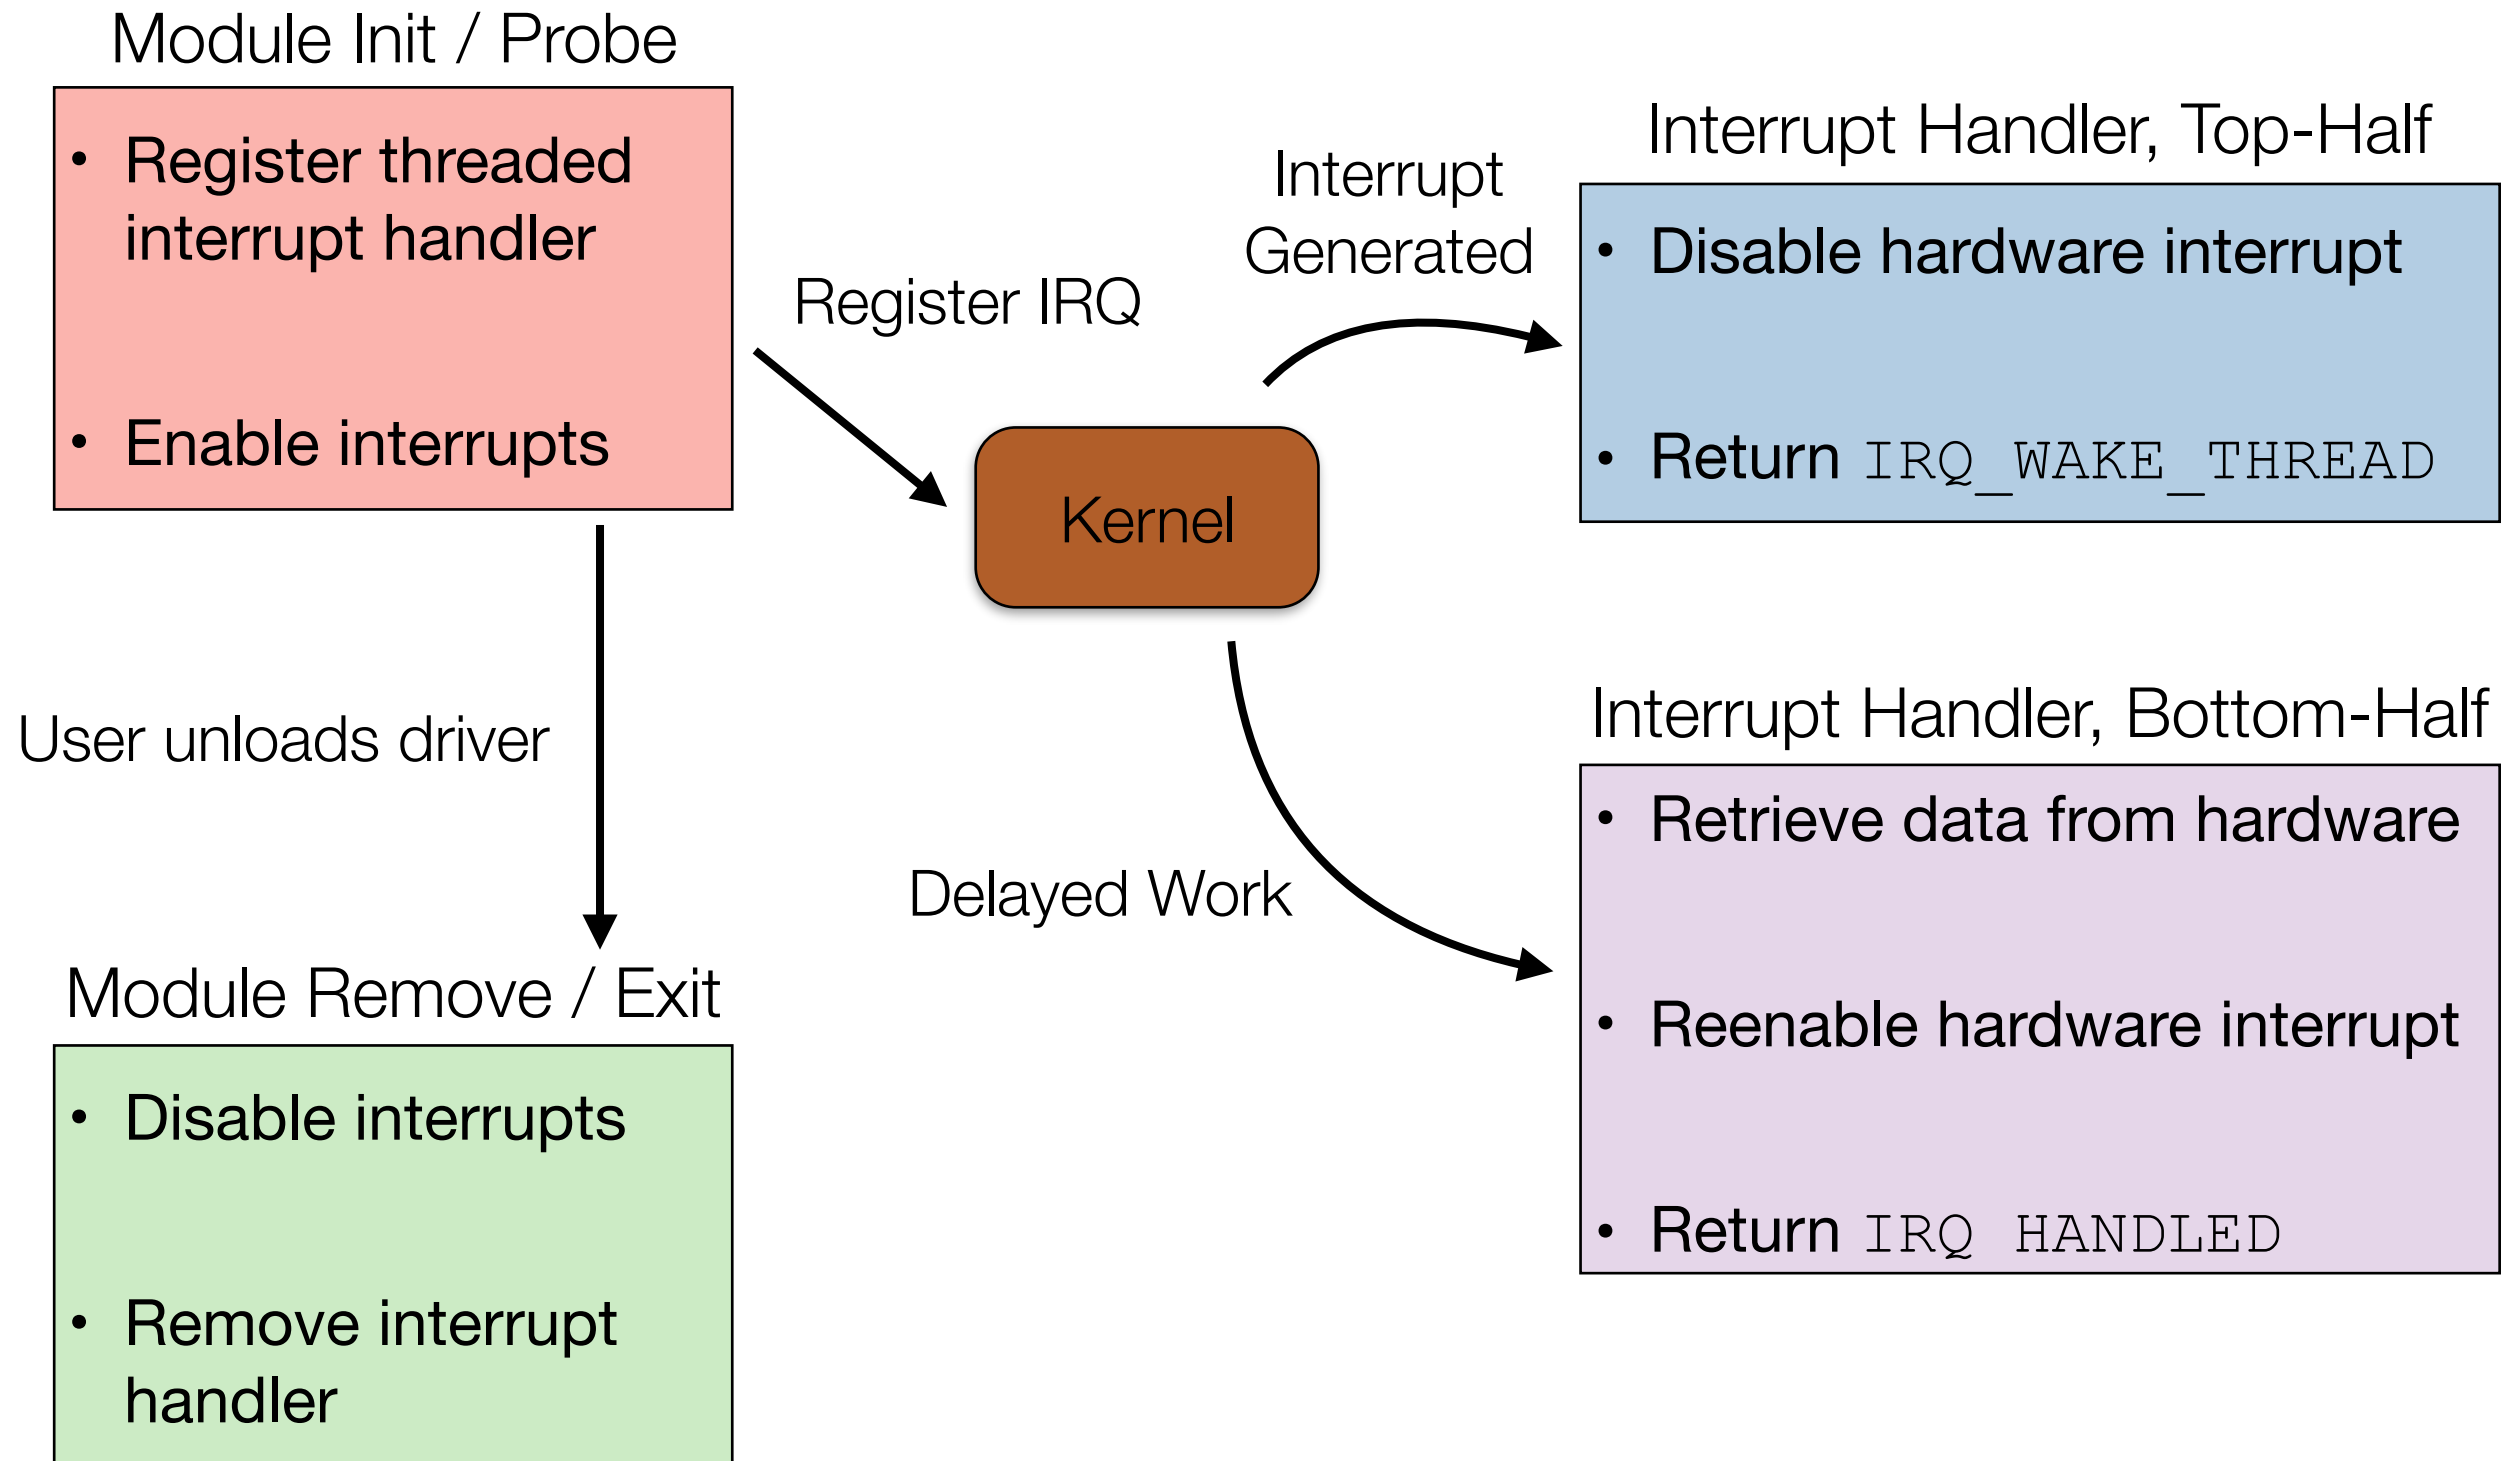 Module Init / Probe
• Register threaded
interrupt handler
• Enable interrupts
Register IRQ
Kernel
Interrupt
Generated
Interrupt Handler, Top-Half
• Disable hardware interrupt
• Return IRQ_WAKE_THREAD
Delayed Work
Interrupt Handler, Bottom-Half
• Retrieve data from hardware
• Reenable hardware interrupt
• Return IRQ HANDLED
User unloads driver
Module Remove / Exit
• Disable interrupts
• Remove interrupt
handler